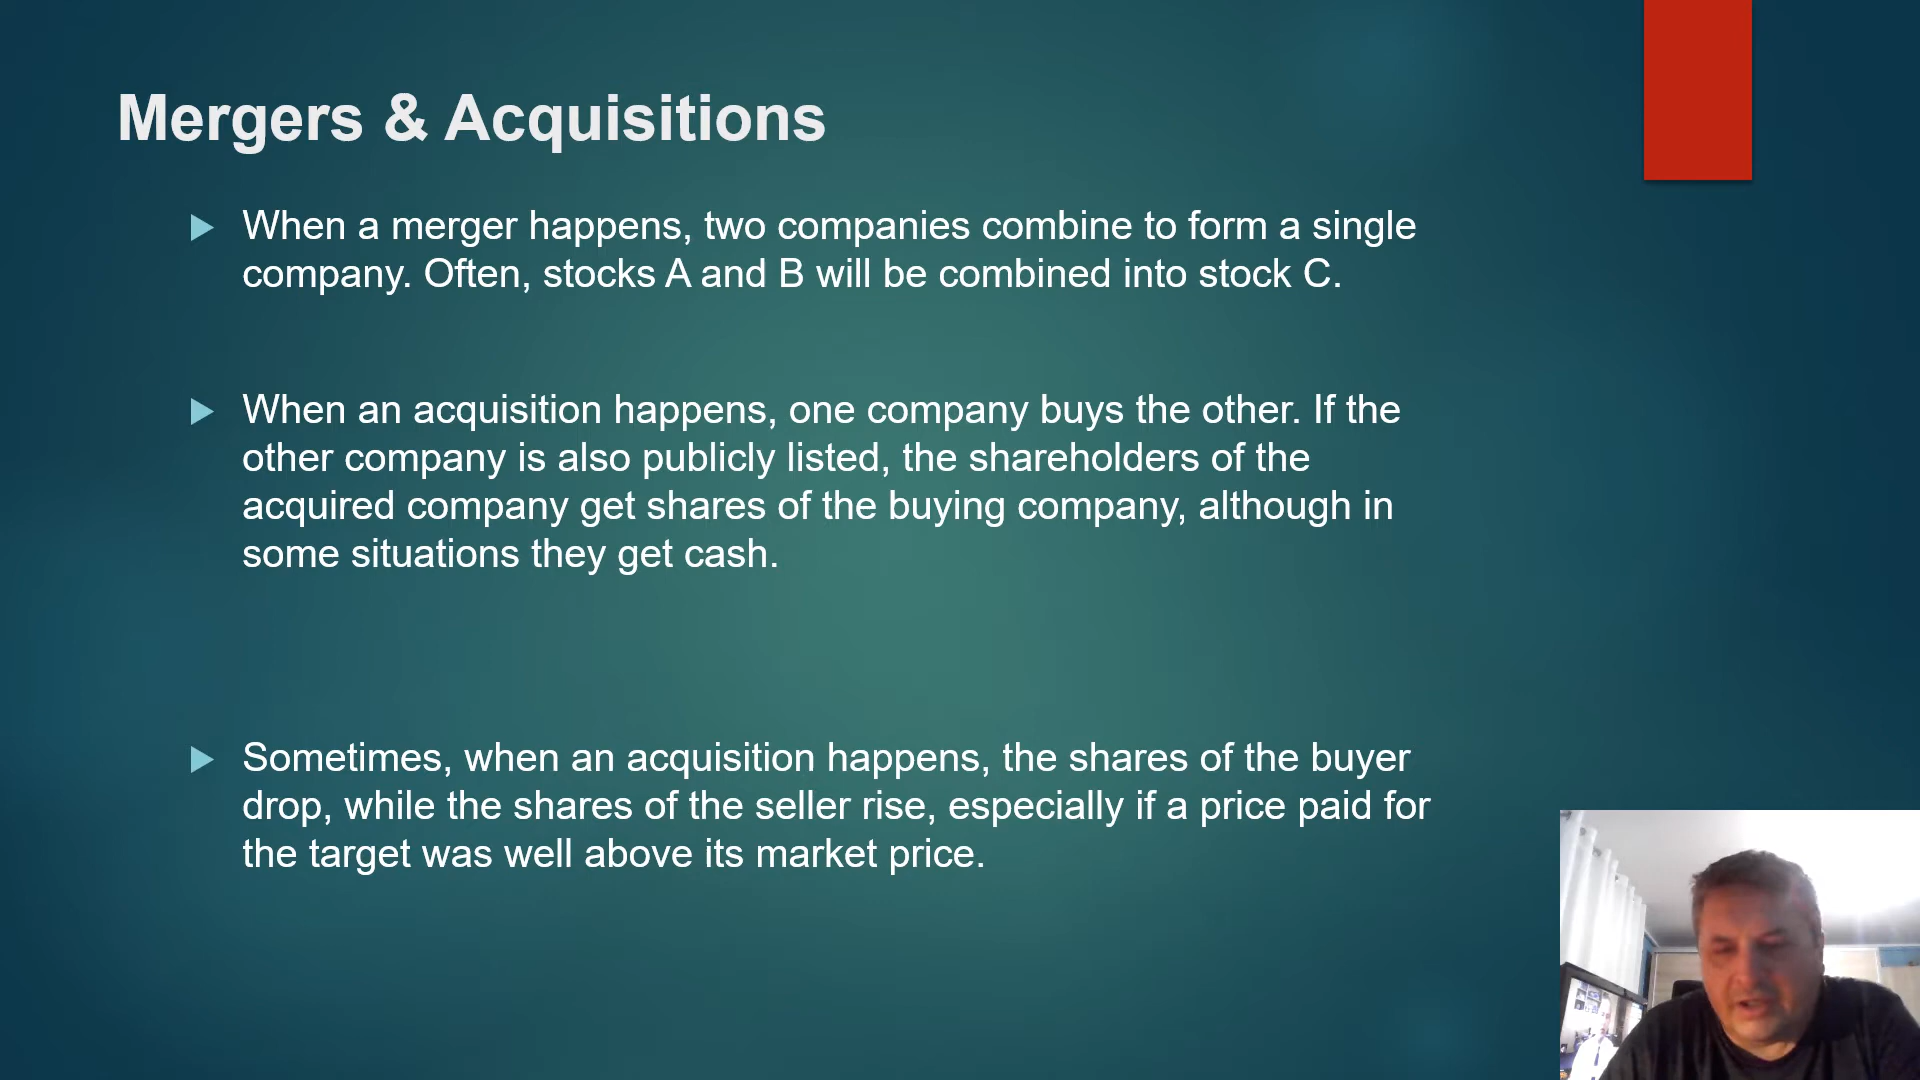 Mergers & Acquisitions
When a merger happens, two companies combine to form a single
company. Often, stocks A and B will be combined into stock C.
When an acquisition happens, one company buys the other. If the
other company is also publicly listed, the shareholders of the
acquired company get shares of the buying company, although in
some situations they get cash.
Sometimes, when an acquisition happens, the shares of the buyer
drop, while the shares of the seller rise, especially if a price paid for
the target was well above its market price.